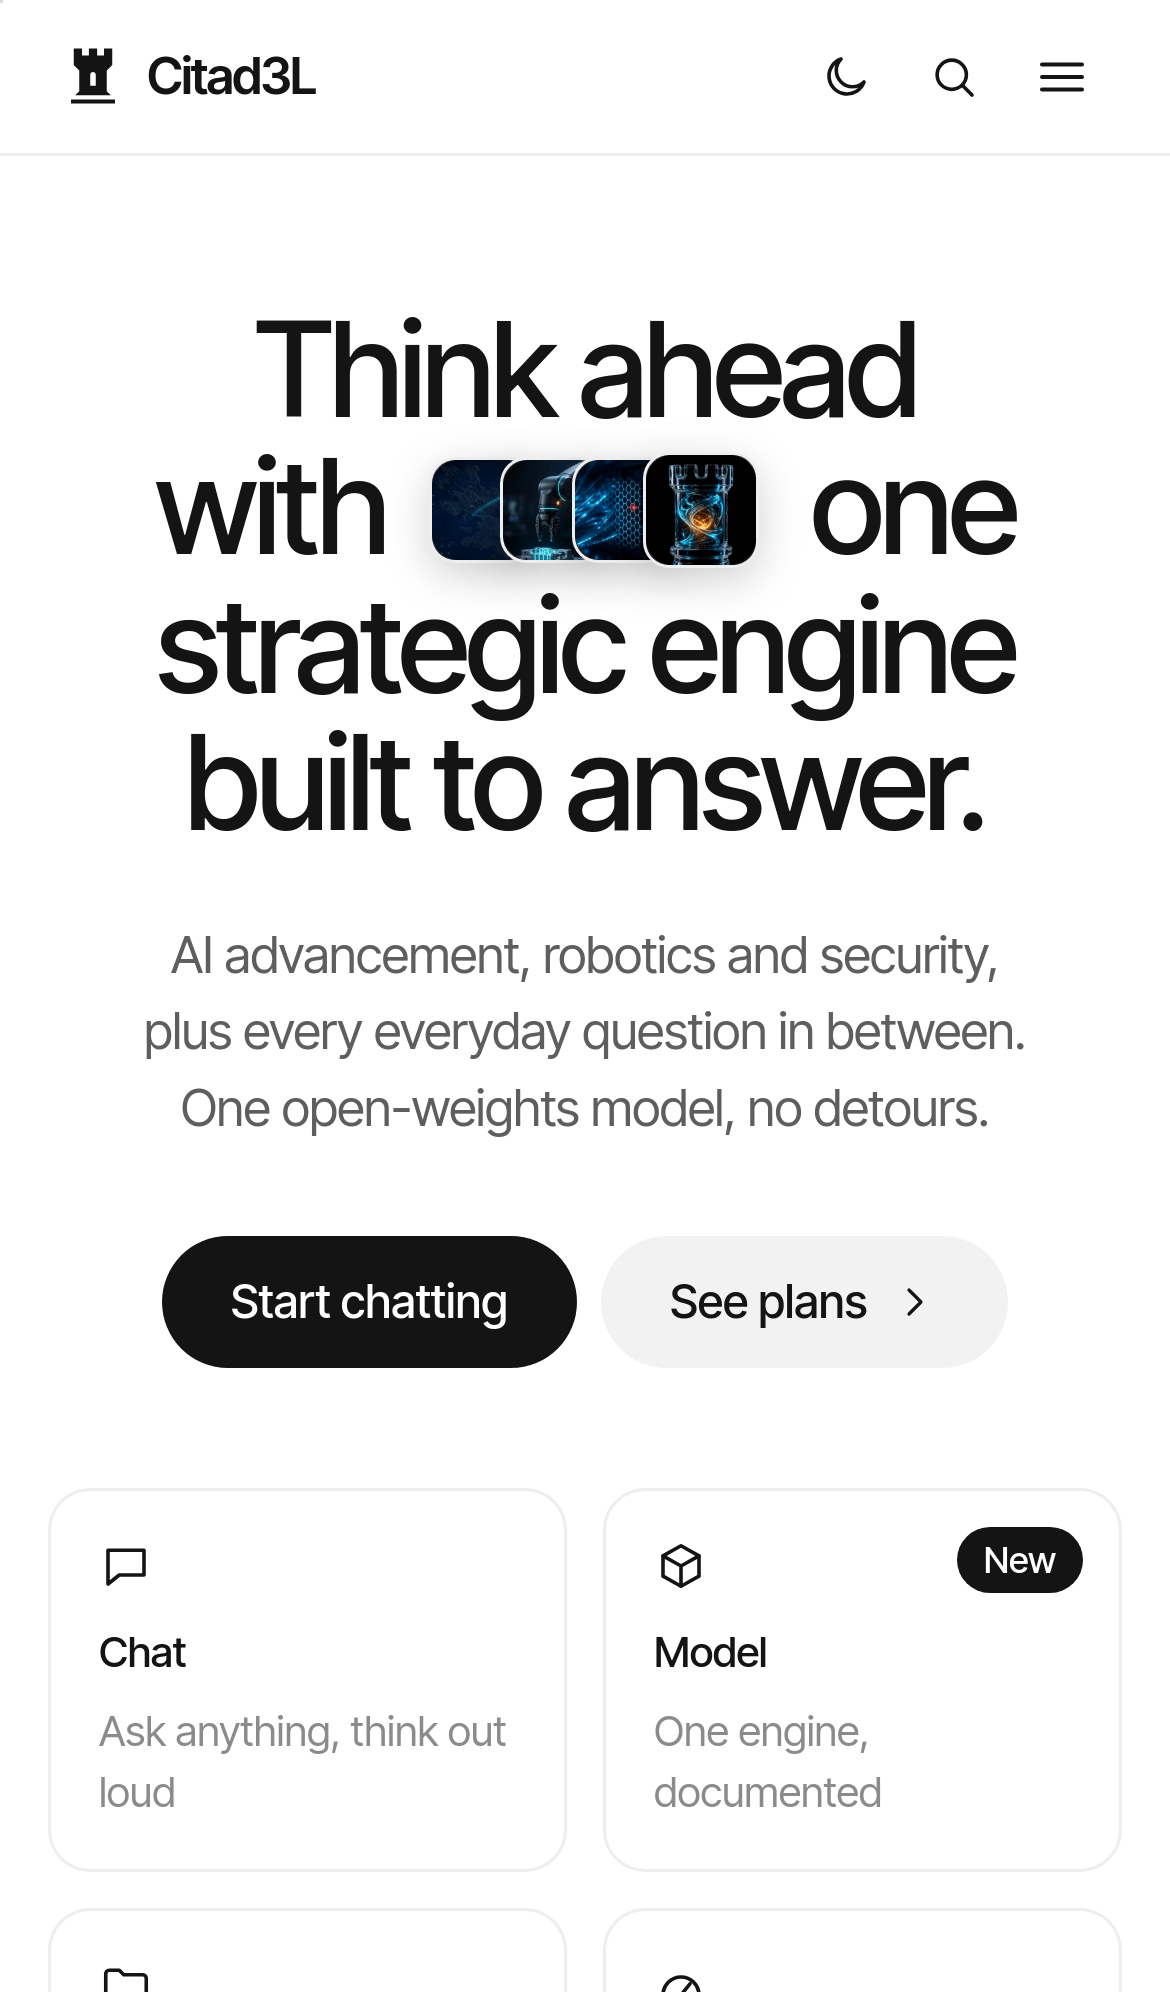 Citad3L
Think ahead
with one
strategic engine
built to answer.
AI advancement, robotics and security,
plus every everyday question in between.
One open-weights model, no detours.
Start chatting
See plans
New
Chat
Ask anything, think out
loud
Model
One engine,
documented